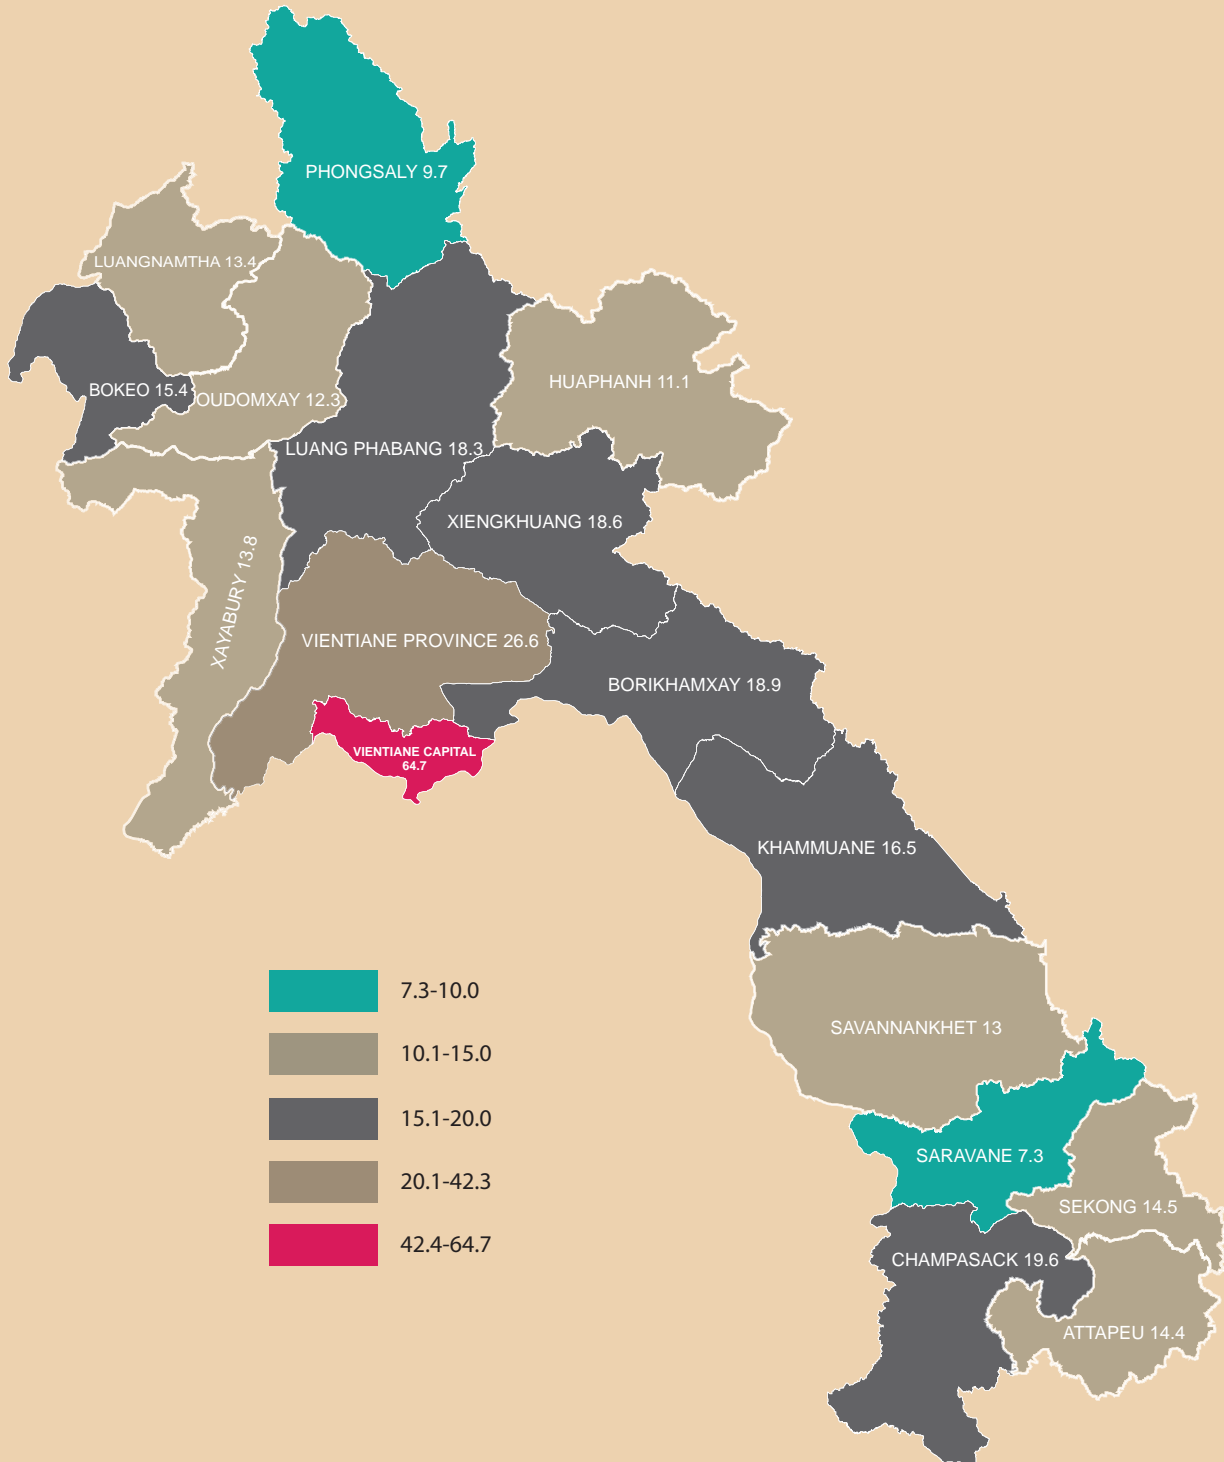 PHONGSALY 9.7
LUANGNAMTHA 13.4
HUAPHANH 11.1
BOKEO 15.4
OUDOMXAY 12.3
LUANG PHABANG 18.3
XIENGKHUANG 18.6
XAYABURY 13.8
VIENTIANE PROVINCE 26.6
BORIKHAMXAY 18.9
VIENTIANE CAPITAL
64.7
KHAMMUANE 16.5
SAVANNANKHET 13
SARAVANE 7.3
SEKONG 14.5
CHAMPASACK 19.6
ATTAPEU 14.4
7.3-10.0
10.1-15.0
15.1-20.0
20.1-42.3
42.4-64.7